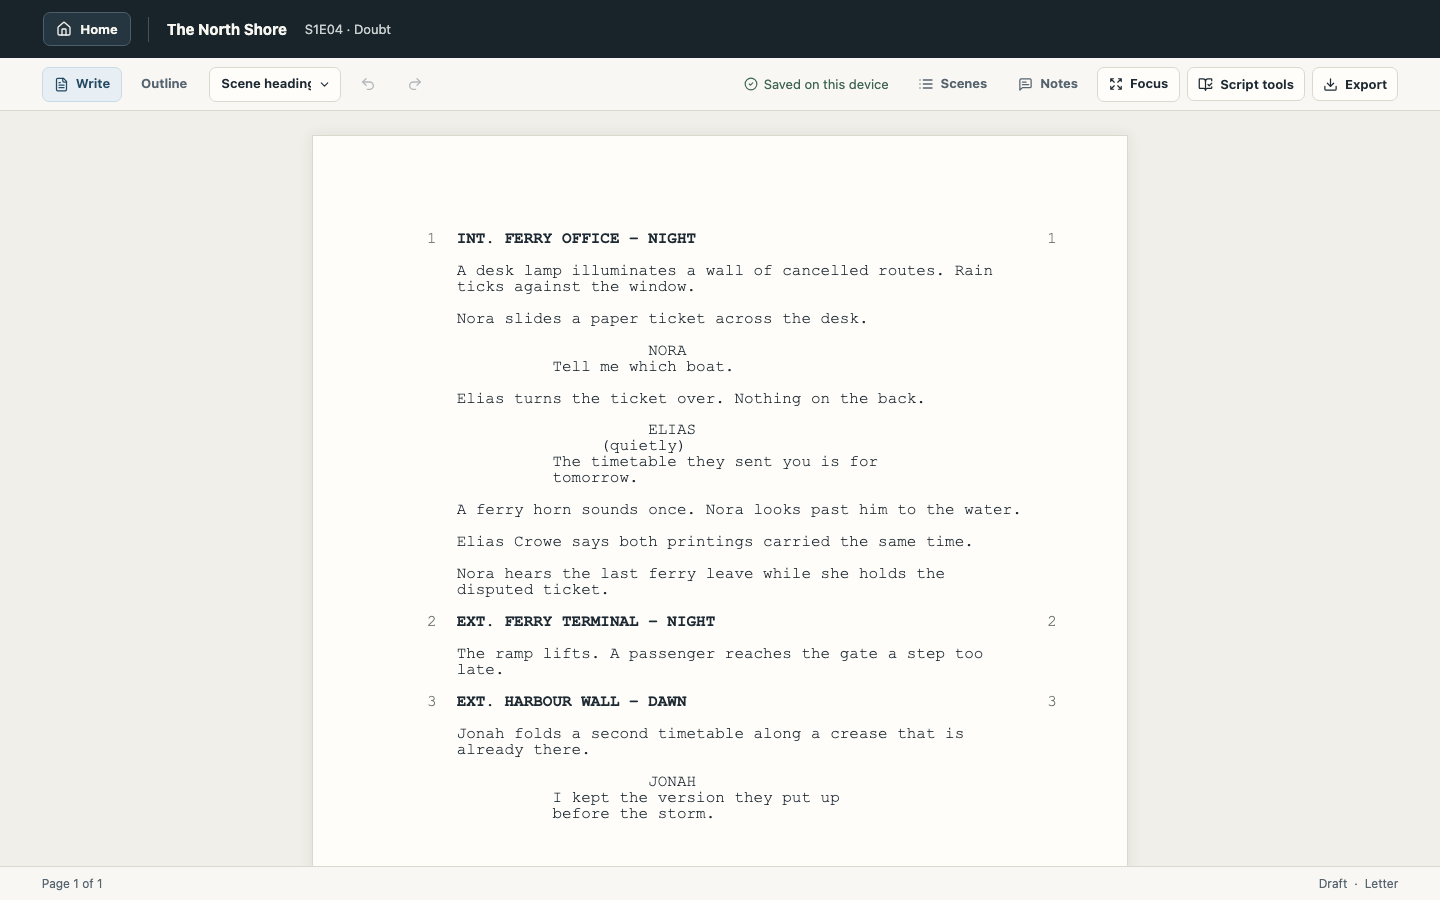 Home
The North Shore
S1E04 · Doubt
Write
Outline
Scene heading
Saved on this device
Scenes
Notes
Focus
Script tools
Export
1 INT. FERRY OFFICE – NIGHT 1
A desk lamp illuminates a wall of cancelled routes. Rain
ticks against the window.
Nora slides a paper ticket across the desk.
NORA
Tell me which boat.
Elias turns the ticket over. Nothing on the back.
ELIAS
(quietly)
The timetable they sent you is for
tomorrow.
A ferry horn sounds once. Nora looks past him to the water.
Elias Crowe says both printings carried the same time.
Nora hears the last ferry leave while she holds the
disputed ticket.
2 EXT. FERRY TERMINAL – NIGHT 2
The ramp lifts. A passenger reaches the gate a step too
late.
3 EXT. HARBOUR WALL – DAWN 3
Jonah folds a second timetable along a crease that is
already there.
JONAH
I kept the version they put up
before the storm.
Page 1 of 1
Draft · Letter